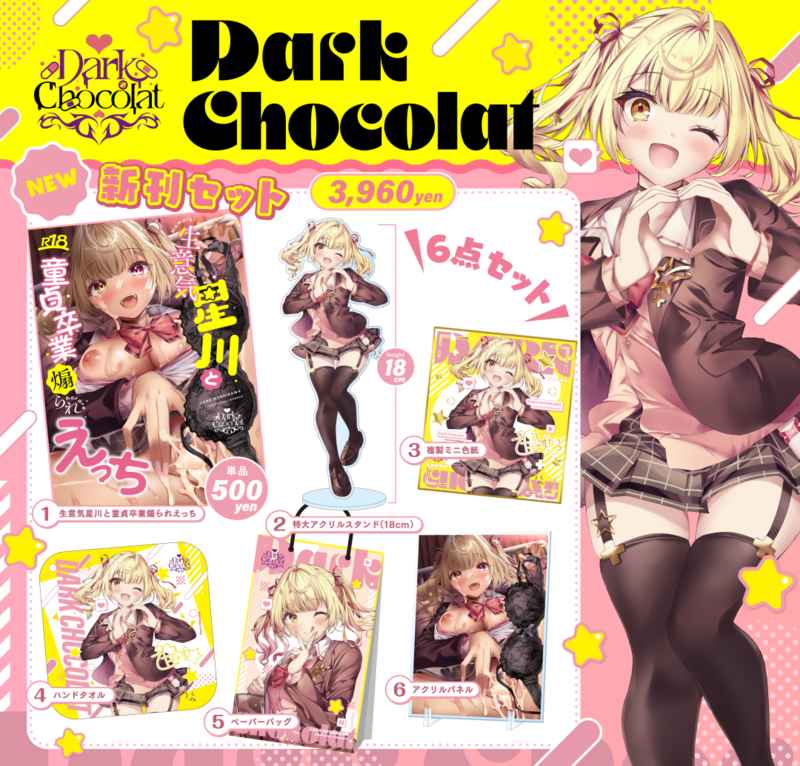 Dark
Chocolat
Dark
Chocolat
NEW
新刊セット
3,960yen
6点セット
R18
生意気
星川と
童貞卒業
煽
られ
えっち
Dark
Chocolat
単品
500
yen
1 生意気星川と童貞卒業煽られえっち
Height
18
cm
2 特大アクリルスタンド(18cm)
3 複製ミニ色紙
DARK CHOCOLAT
4 ハンドタオル
Dark
5 ペーパーバッグ
6 アクリルパネル